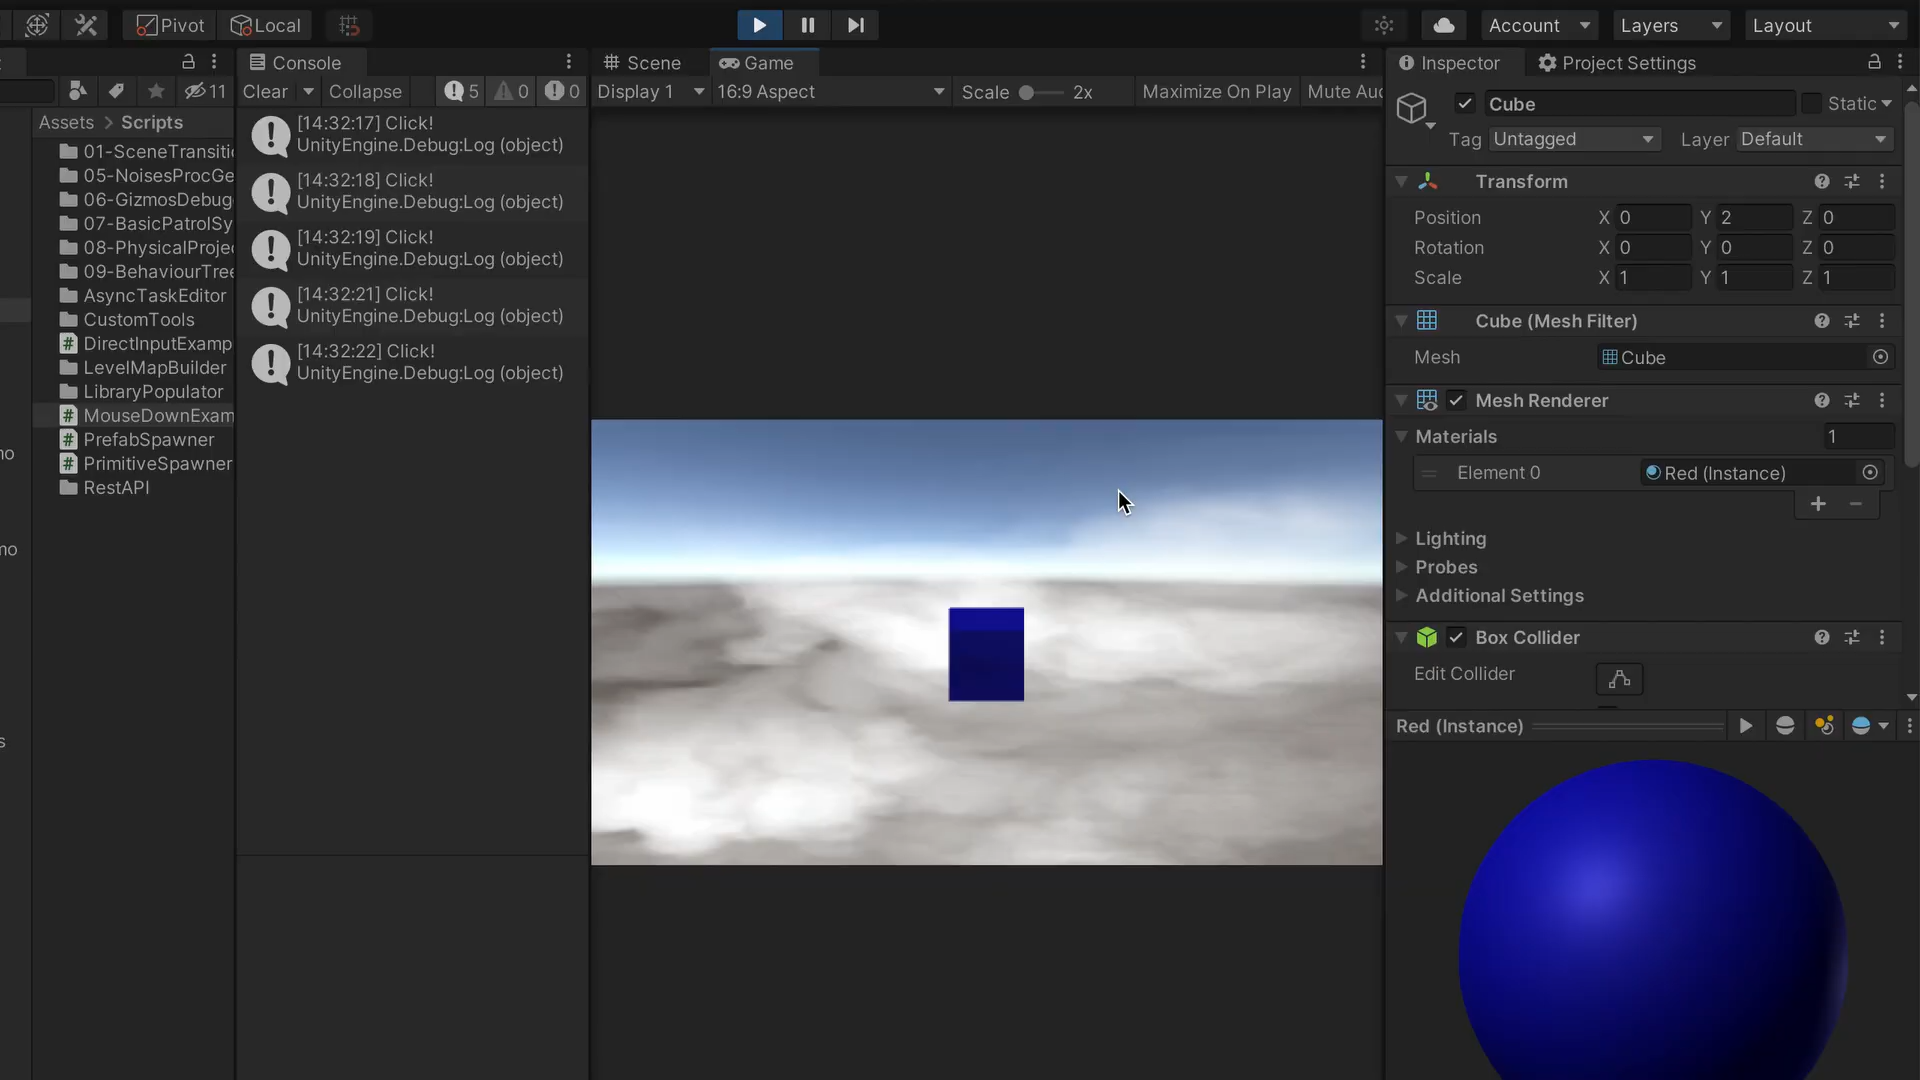 Pivot
Local
Account
Layers
Layout
Console
Scene
Game
Inspector
Project Settings
11
Clear
Collapse
5
0
0
Display 1
16:9 Aspect
Scale
2x
Maximize On Play
Mute Au
Assets > Scripts
01-SceneTransiti
05-NoisesProcGe
06-GizmosDebug
07-BasicPatrolSy
08-PhysicalProje
09-BehaviourTree
AsyncTaskEditor
CustomTools
DirectInputExamp
LevelMapBuilder
LibraryPopulator
MouseDownExam
PrefabSpawner
PrimitiveSpawner
RestAPI
no
no
s
[14:32:17] Click!
UnityEngine.Debug:Log (object)
[14:32:18] Click!
UnityEngine.Debug:Log (object)
[14:32:19] Click!
UnityEngine.Debug:Log (object)
[14:32:21] Click!
UnityEngine.Debug:Log (object)
[14:32:22] Click!
UnityEngine.Debug:Log (object)
Cube
Static
Tag Untagged
Layer Default
Transform
Position X 0 Y 2 Z 0
Rotation X 0 Y 0 Z 0
Scale X 1 Y 1 Z 1
Cube (Mesh Filter)
Mesh Cube
Mesh Renderer
Materials 1
Element 0 Red (Instance)
Lighting
Probes
Additional Settings
Box Collider
Edit Collider
Red (Instance)